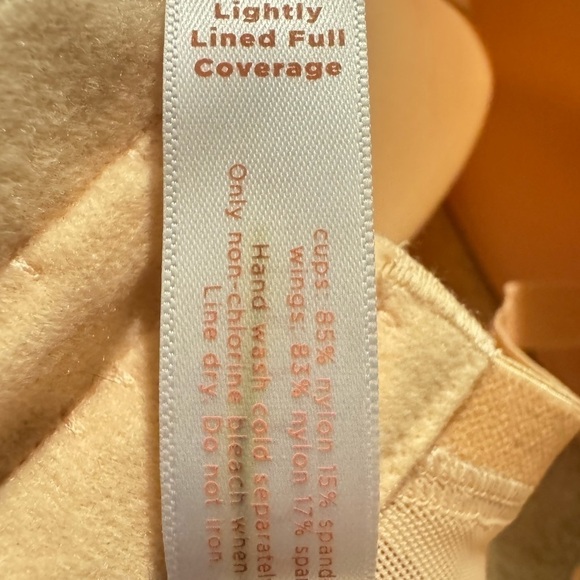 Lightly
Lined Full
Coverage
cups: 85% nylon 15% spand
wings: 83% nylon 17% spa
Hand wash cold separatel
Only non-chlorine bleach when
Line dry Do not iron